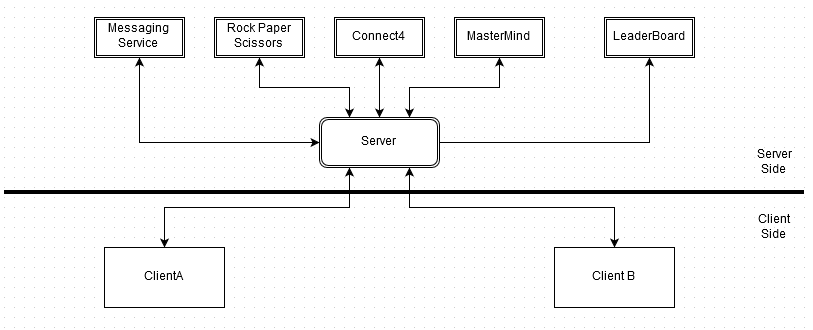 Messaging
Service
Rock Paper
Scissors
Connect4
MasterMind
LeaderBoard
Server
Server
Side
Client
Side
ClientA
Client B